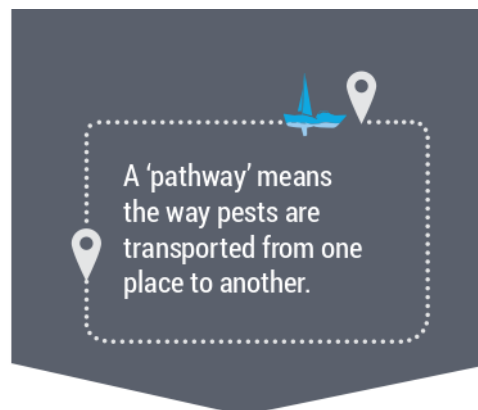 A ‘pathway’ means
the way pests are
transported from one
place to another.